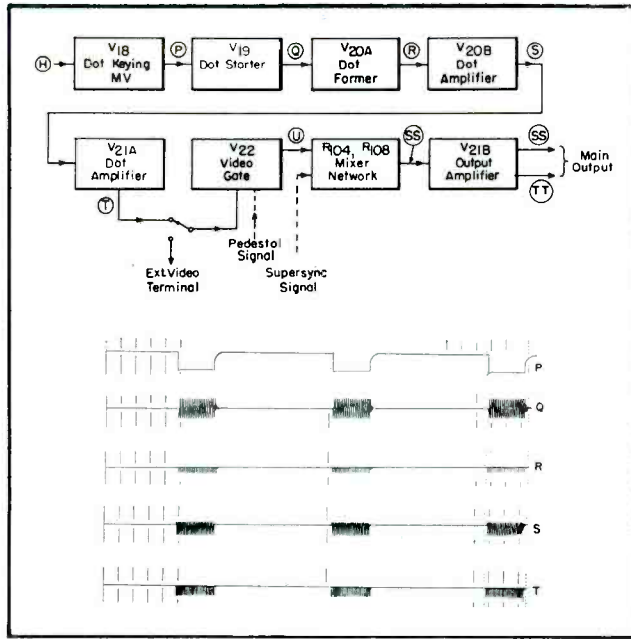 V18 P V19 Q V20A R V20B S
H Dot Keying MV Dot Starter Dot Former Dot Amplifier
V21A Dot Amplifier V22 Video Gate U R104, R108 Mixer Network SS V21B Output Amplifier SS TT Main Output
T
Pedestal Signal
Ext.Video Terminal
Supersync Signal
P
Q
R
S
T